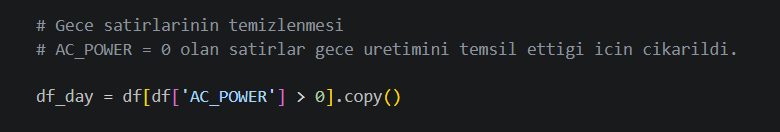 # Gece satirlarinin temizlenmesi
# AC_POWER = 0 olan satirlar gece uretimini temsil ettigi icin cikarildi.
df_day = df[df['AC_POWER'] > 0].copy()